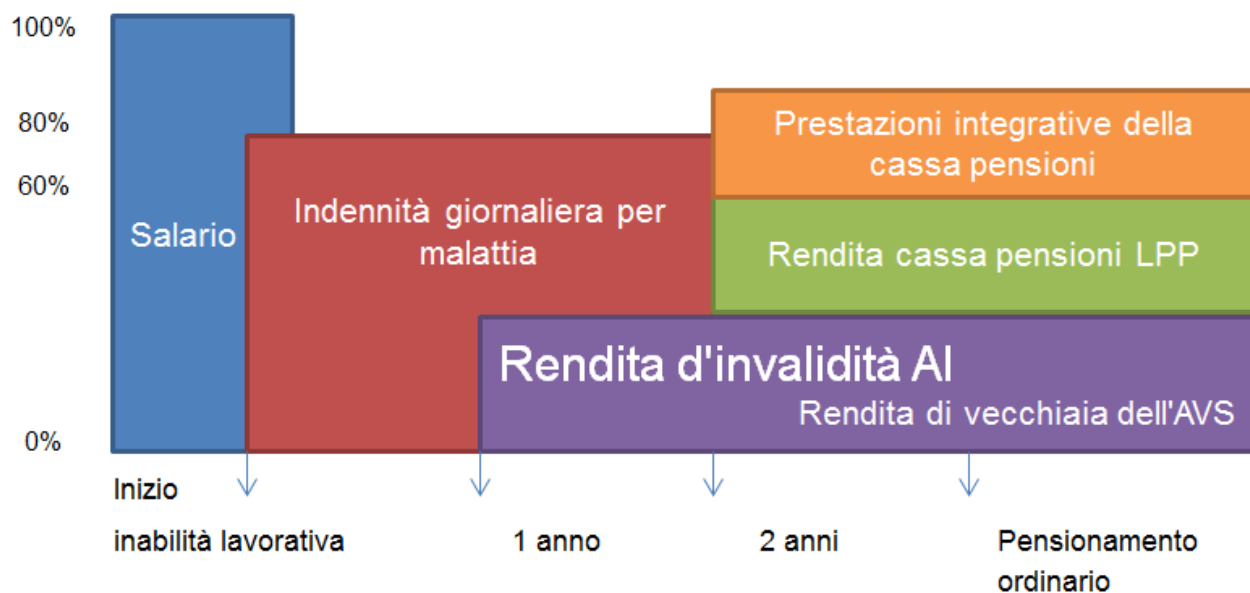 100%
80%
60%
0%
Salario
Indennità giornaliera per
malattia
Prestazioni integrative della
cassa pensioni
Rendita cassa pensioni LPP
Rendita d'invalidità AI
Rendita di vecchiaia dell'AVS
Inizio
inabilità lavorativa
1 anno
2 anni
Pensionamento
ordinario